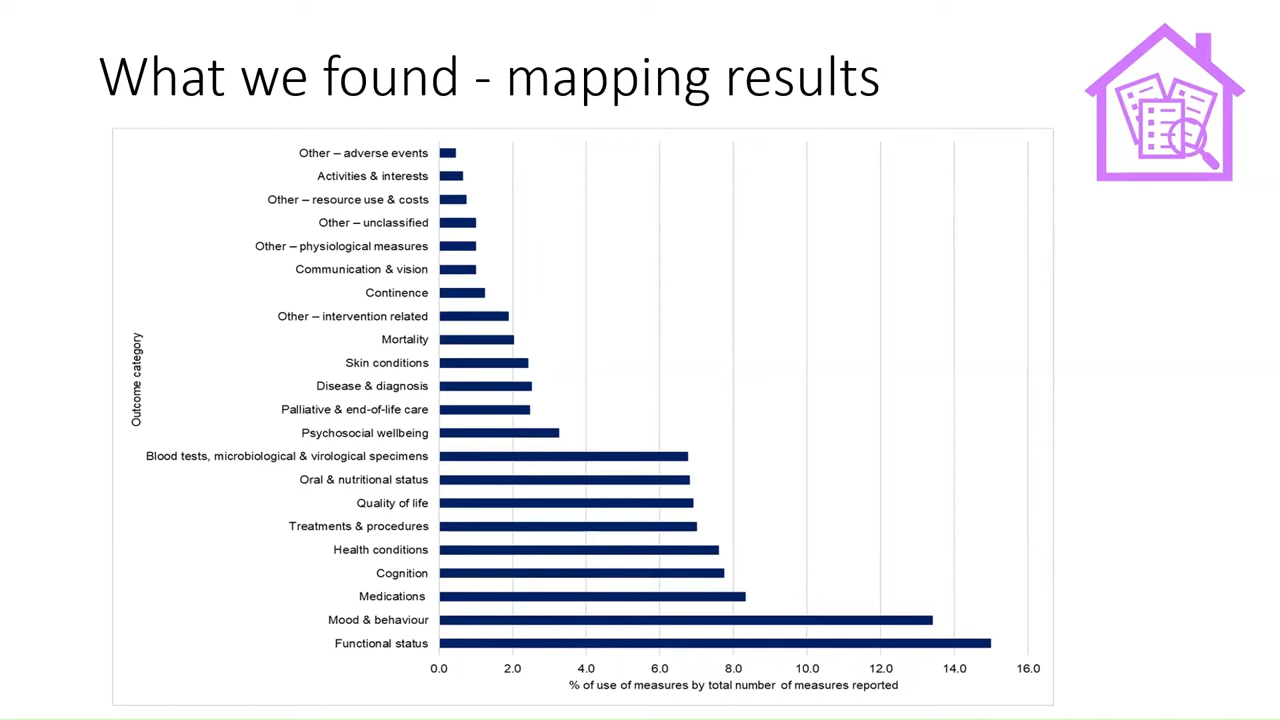 What we found - mapping results
Other – adverse events
Activities & interests
Other – resource use & costs
Other – unclassified
Other – physiological measures
Communication & vision
Continence
Other – intervention related
Mortality
Skin conditions
Disease & diagnosis
Palliative & end-of-life care
Psychosocial wellbeing
Blood tests, microbiological & virological specimens
Oral & nutritional status
Quality of life
Treatments & procedures
Health conditions
Cognition
Medications
Mood & behaviour
Functional status
Outcome category
0.0 2.0 4.0 6.0 8.0 10.0 12.0 14.0 16.0
% of use of measures by total number of measures reported